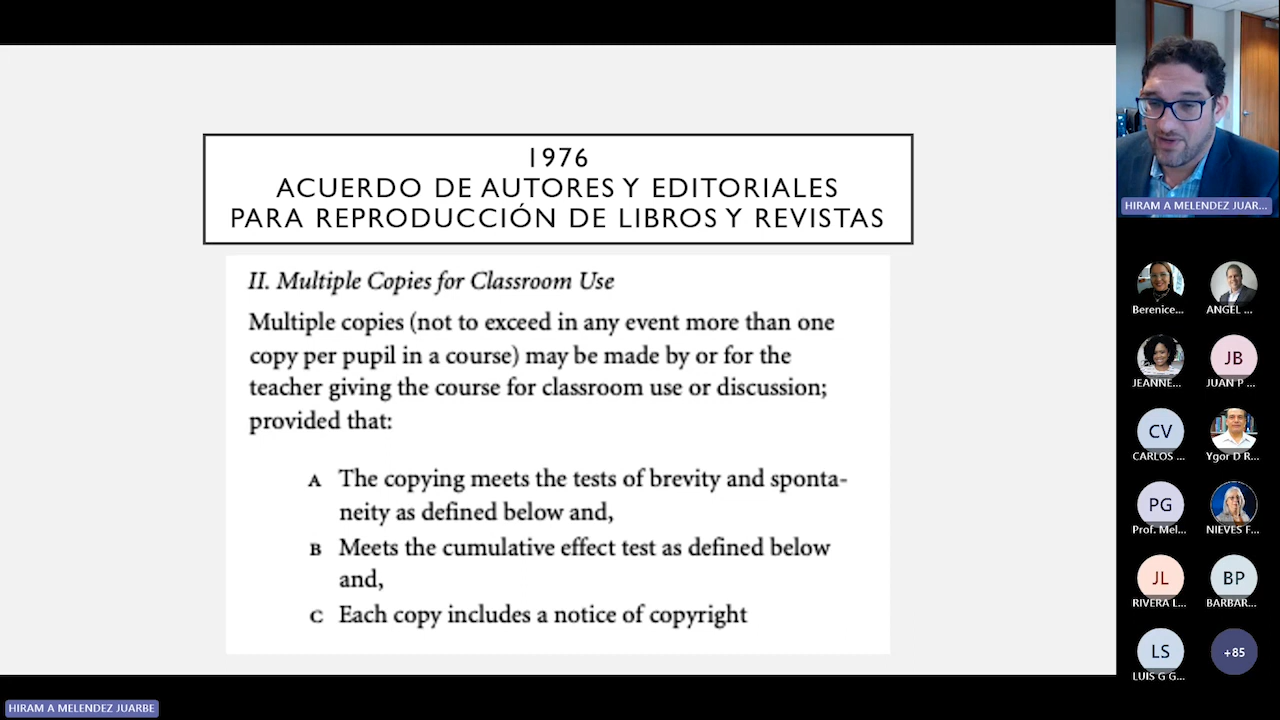 1976
ACUERDO DE AUTORES Y EDITORIALES
PARA REPRODUCCIÓN DE LIBROS Y REVISTAS
II. Multiple Copies for Classroom Use
Multiple copies (not to exceed in any event more than one
copy per pupil in a course) may be made by or for the
teacher giving the course for classroom use or discussion;
provided that:
A The copying meets the tests of brevity and sponta-
neity as defined below and,
B Meets the cumulative effect test as defined below
and,
C Each copy includes a notice of copyright
HIRAM A MELENDEZ JUAR...
Berenice...
ANGEL ...
JEANNE...
JB
JUAN P ...
CV
CARLOS ...
Ygor D R...
PG
Prof. Mel...
NIEVES F...
JL
RIVERA L...
BP
BARBAR...
LS
LUIS G G...
+85
HIRAM A MELENDEZ JUARBE